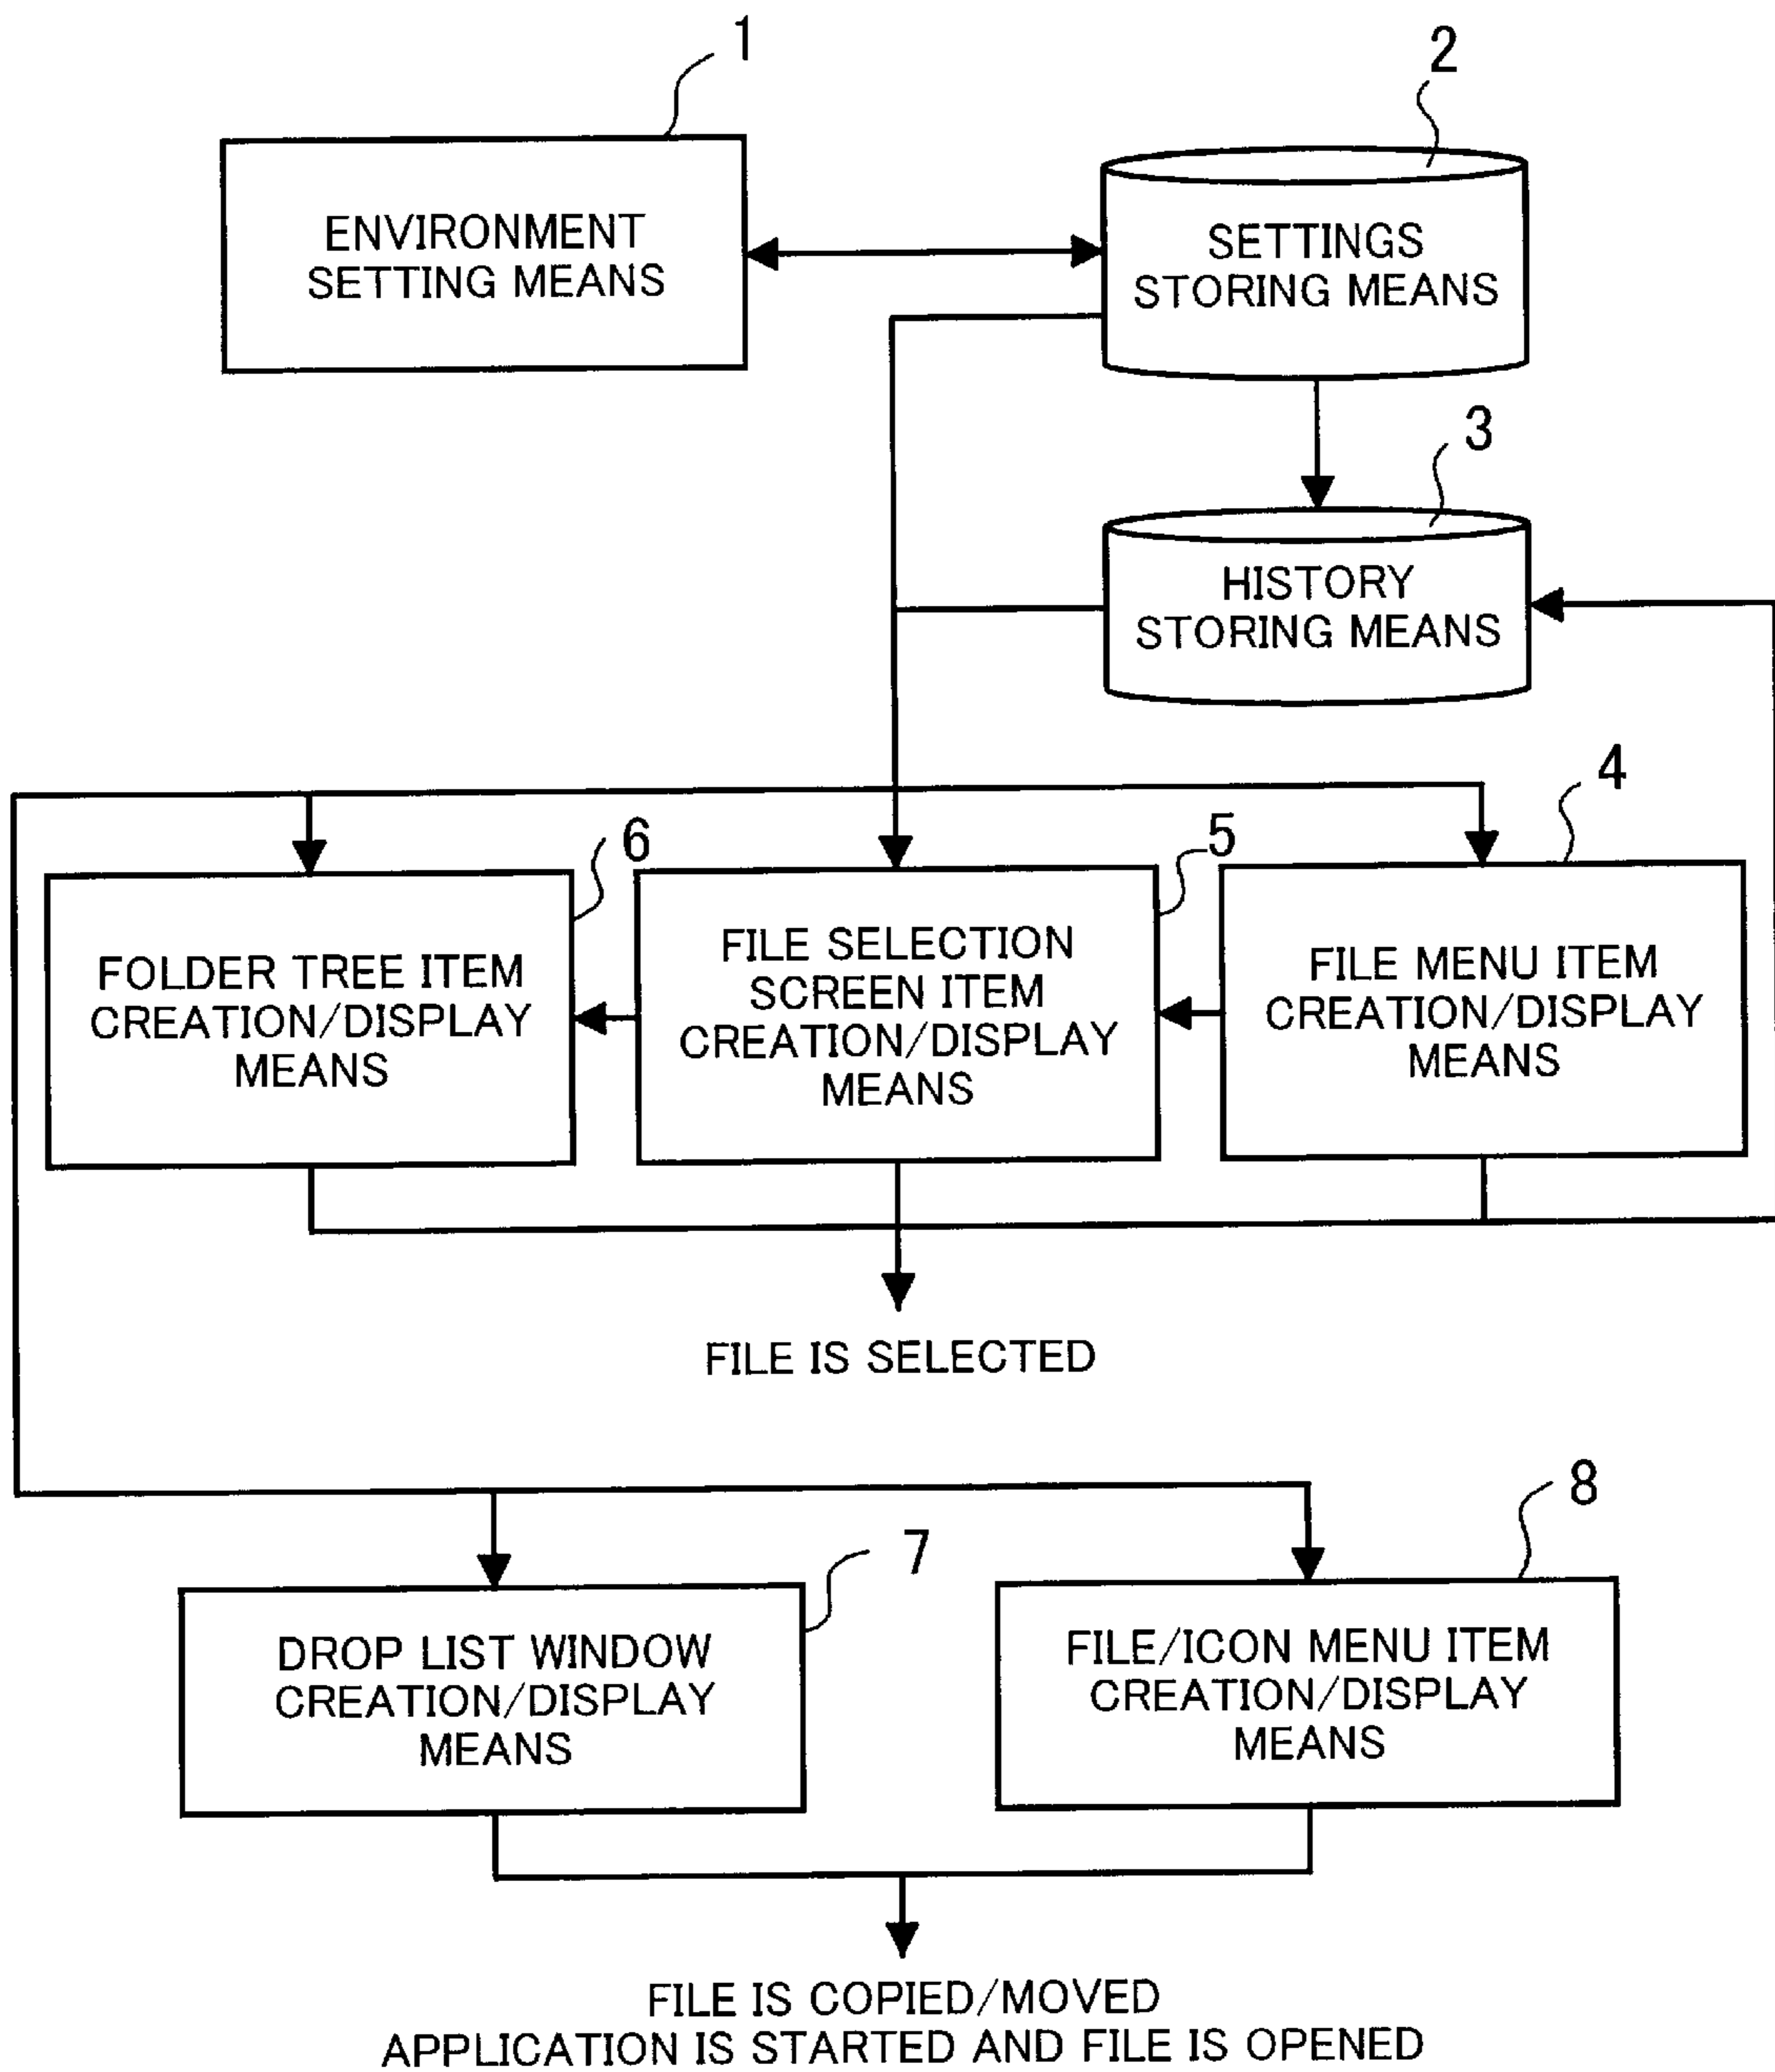 1
2
ENVIRONMENT
SETTING MEANS
SETTINGS
STORING MEANS
3
HISTORY
STORING MEANS
4
5
6
FOLDER TREE ITEM
CREATION/DISPLAY
MEANS
FILE SELECTION
SCREEN ITEM
CREATION/DISPLAY
MEANS
FILE MENU ITEM
CREATION/DISPLAY
MEANS
FILE IS SELECTED
7
8
DROP LIST WINDOW
CREATION/DISPLAY
MEANS
FILE/ICON MENU ITEM
CREATION/DISPLAY
MEANS
FILE IS COPIED/MOVED
APPLICATION IS STARTED AND FILE IS OPENED